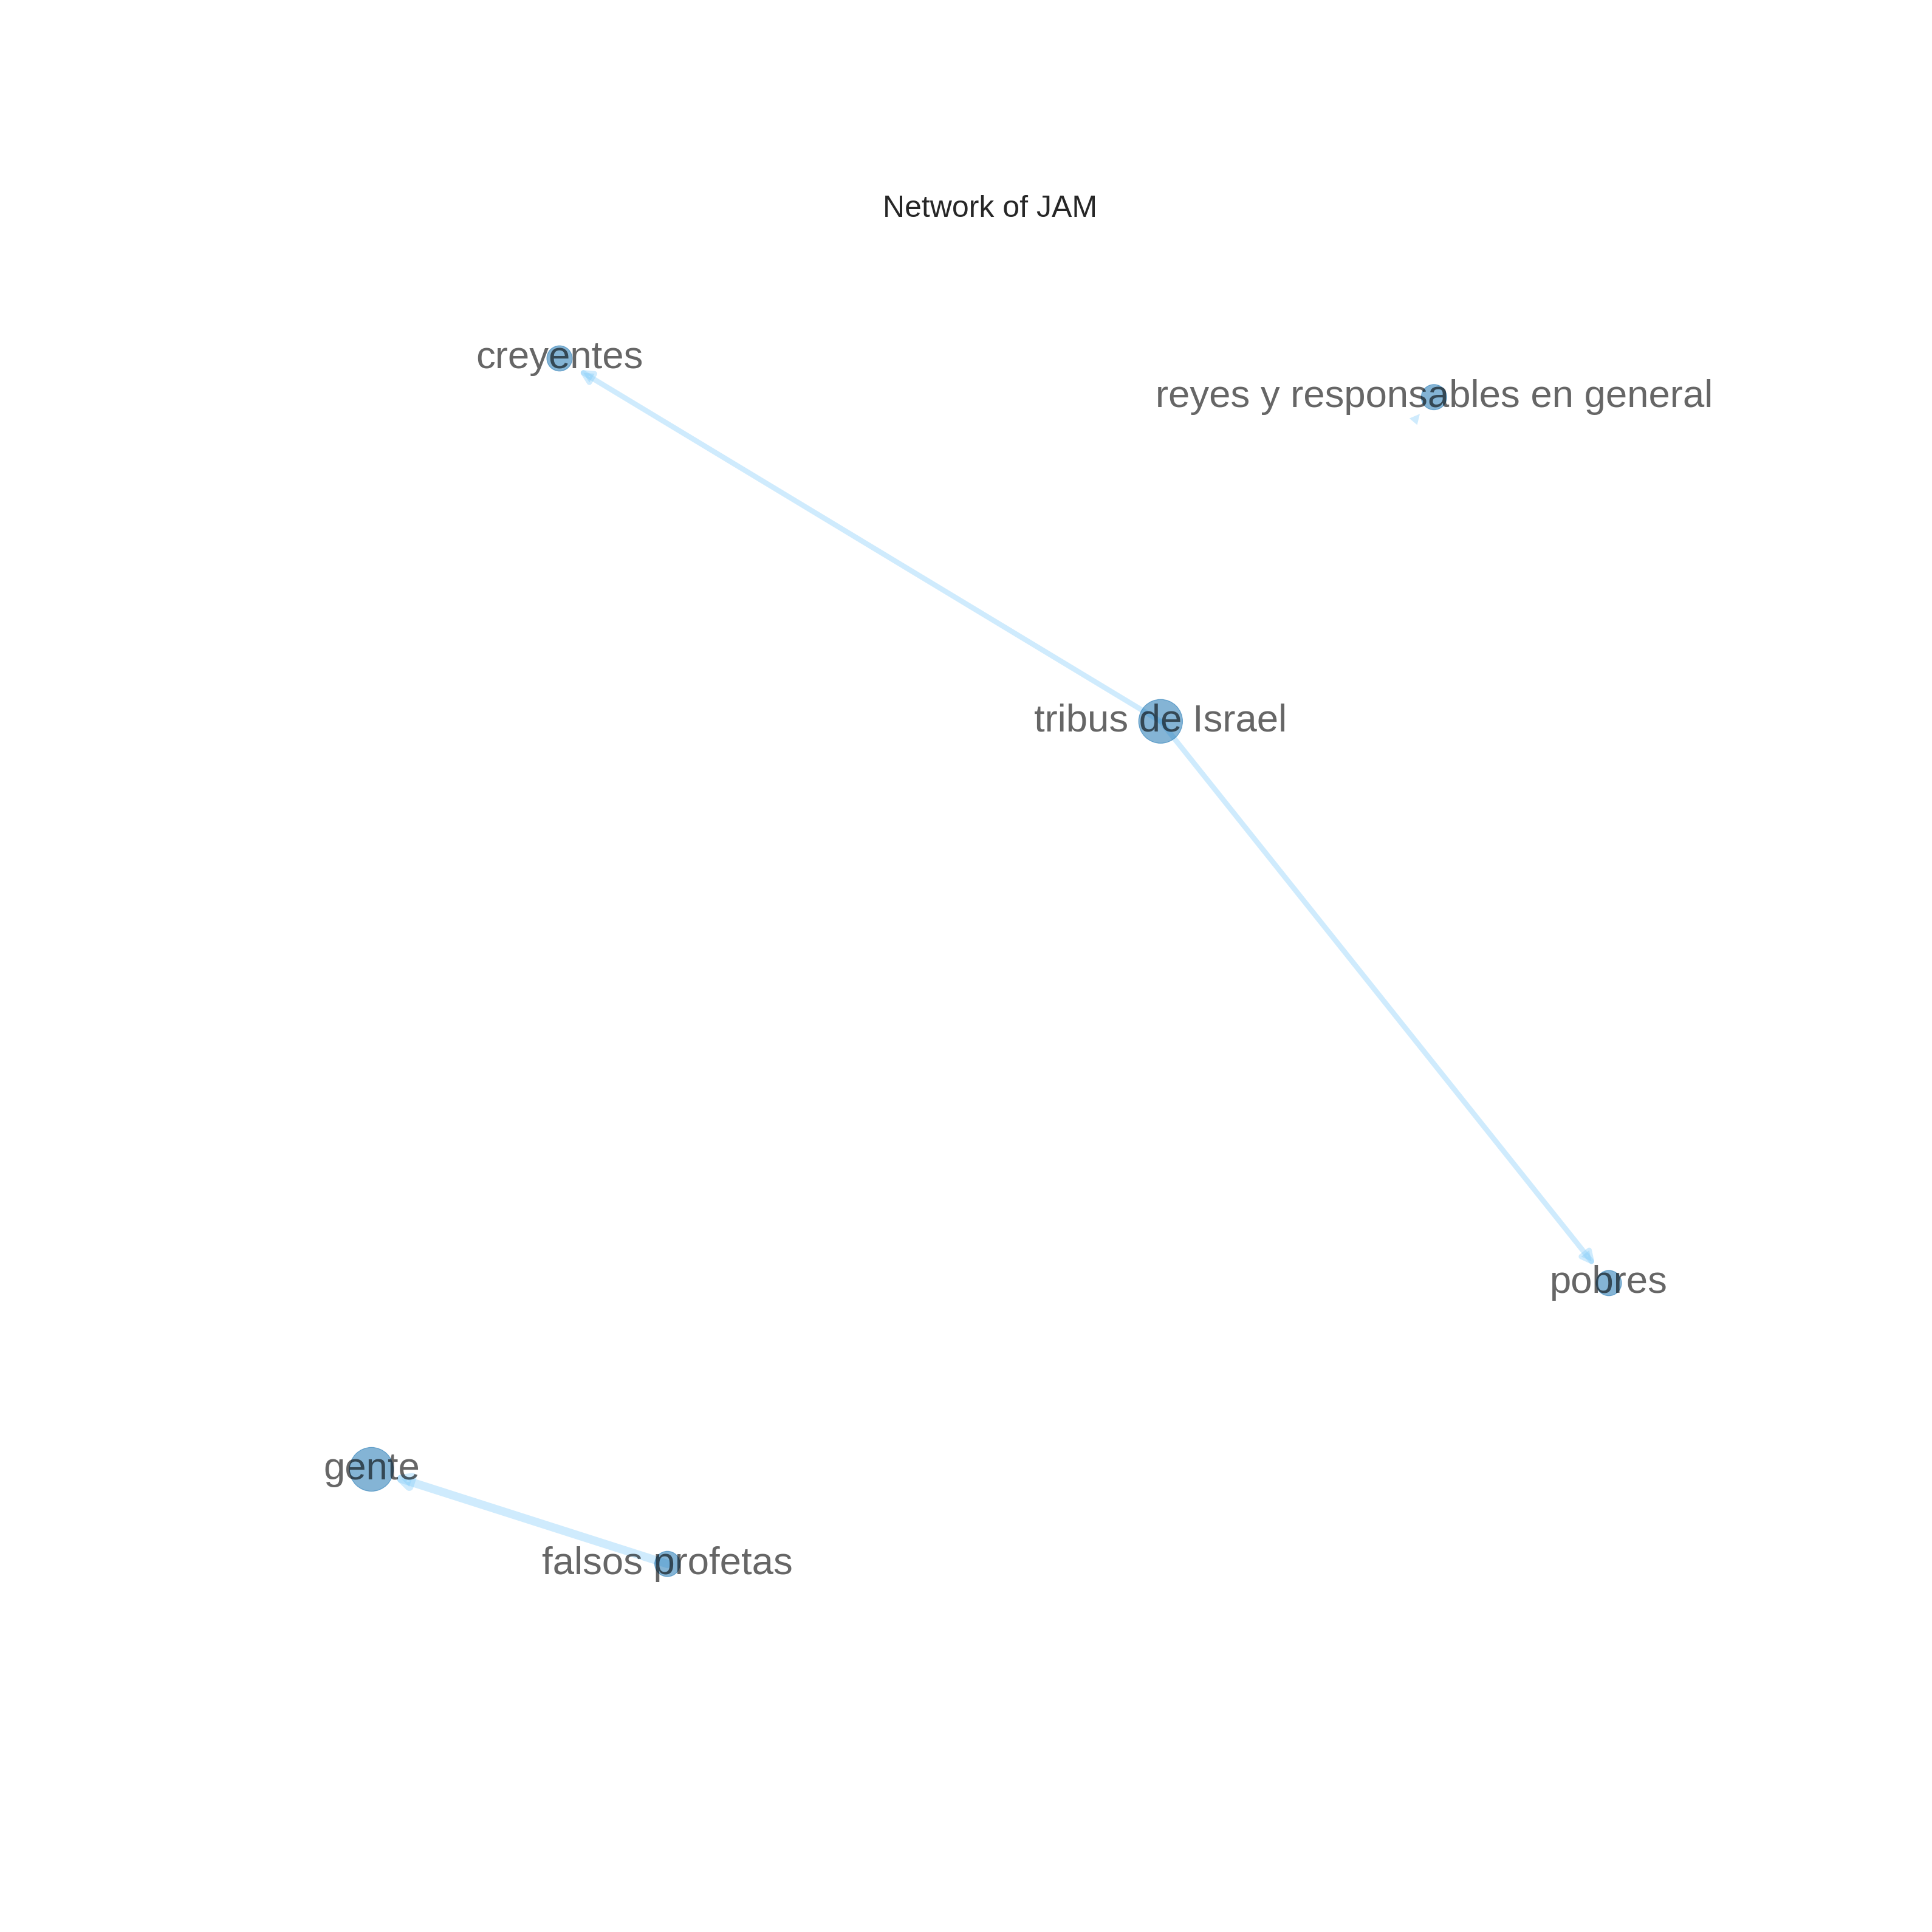 Network of JAM
creyentes
reyes y responsables en general
tribus de Israel
pobres
gente
falsos profetas